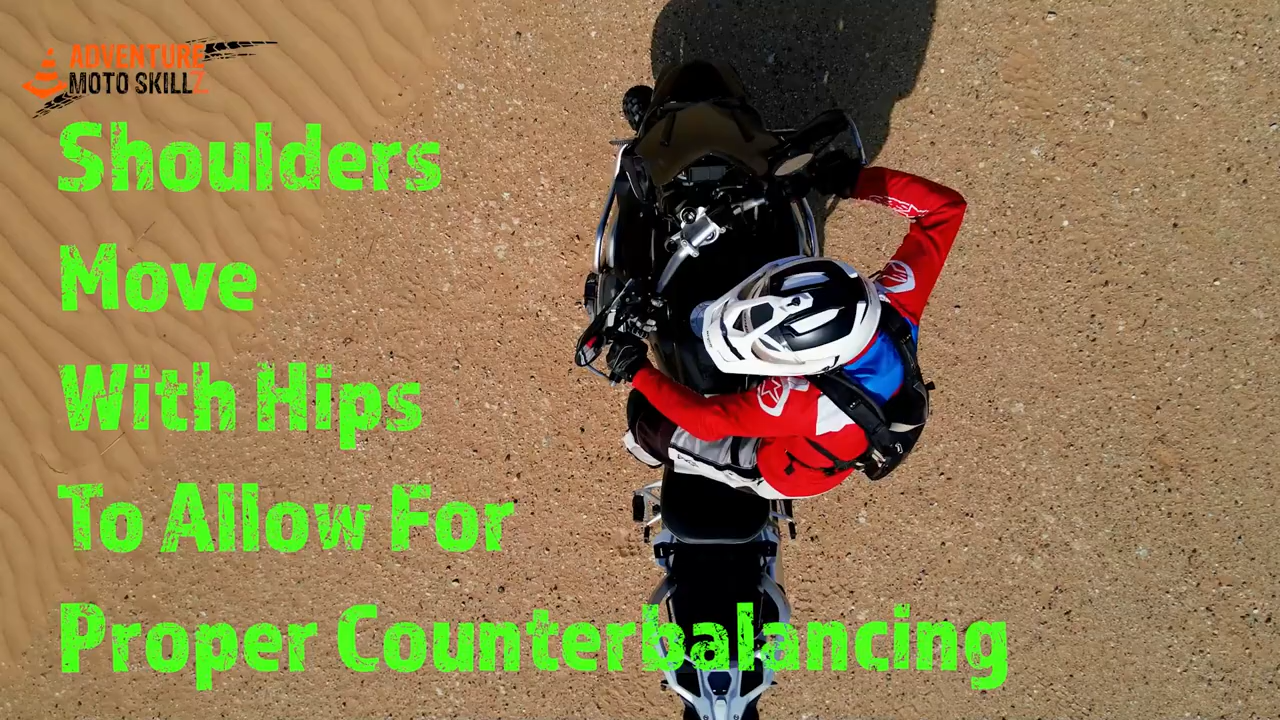 ADVENTURE
MOTO SKILLZ
Shoulders
Move
With Hips
To Allow For
Proper Counterbalancing